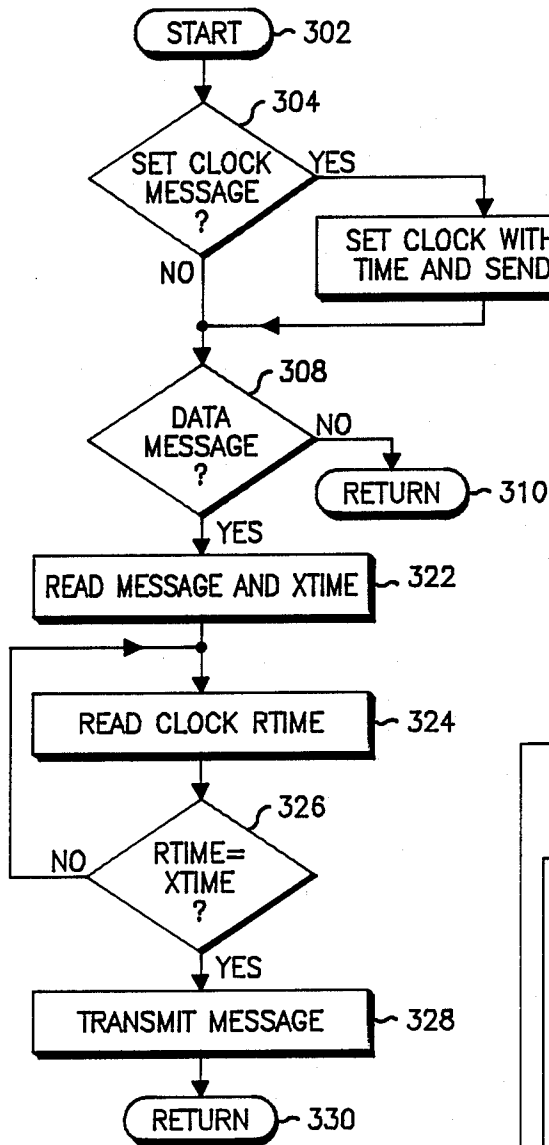 START 302
304
SET CLOCK
MESSAGE
?
YES
NO
SET CLOCK WITH
TIME AND SEND
308
DATA
MESSAGE
?
NO
YES
RETURN 310
READ MESSAGE AND XTIME 322
READ CLOCK RTIME 324
326
RTIME=
XTIME
?
NO
YES
TRANSMIT MESSAGE 328
RETURN 330